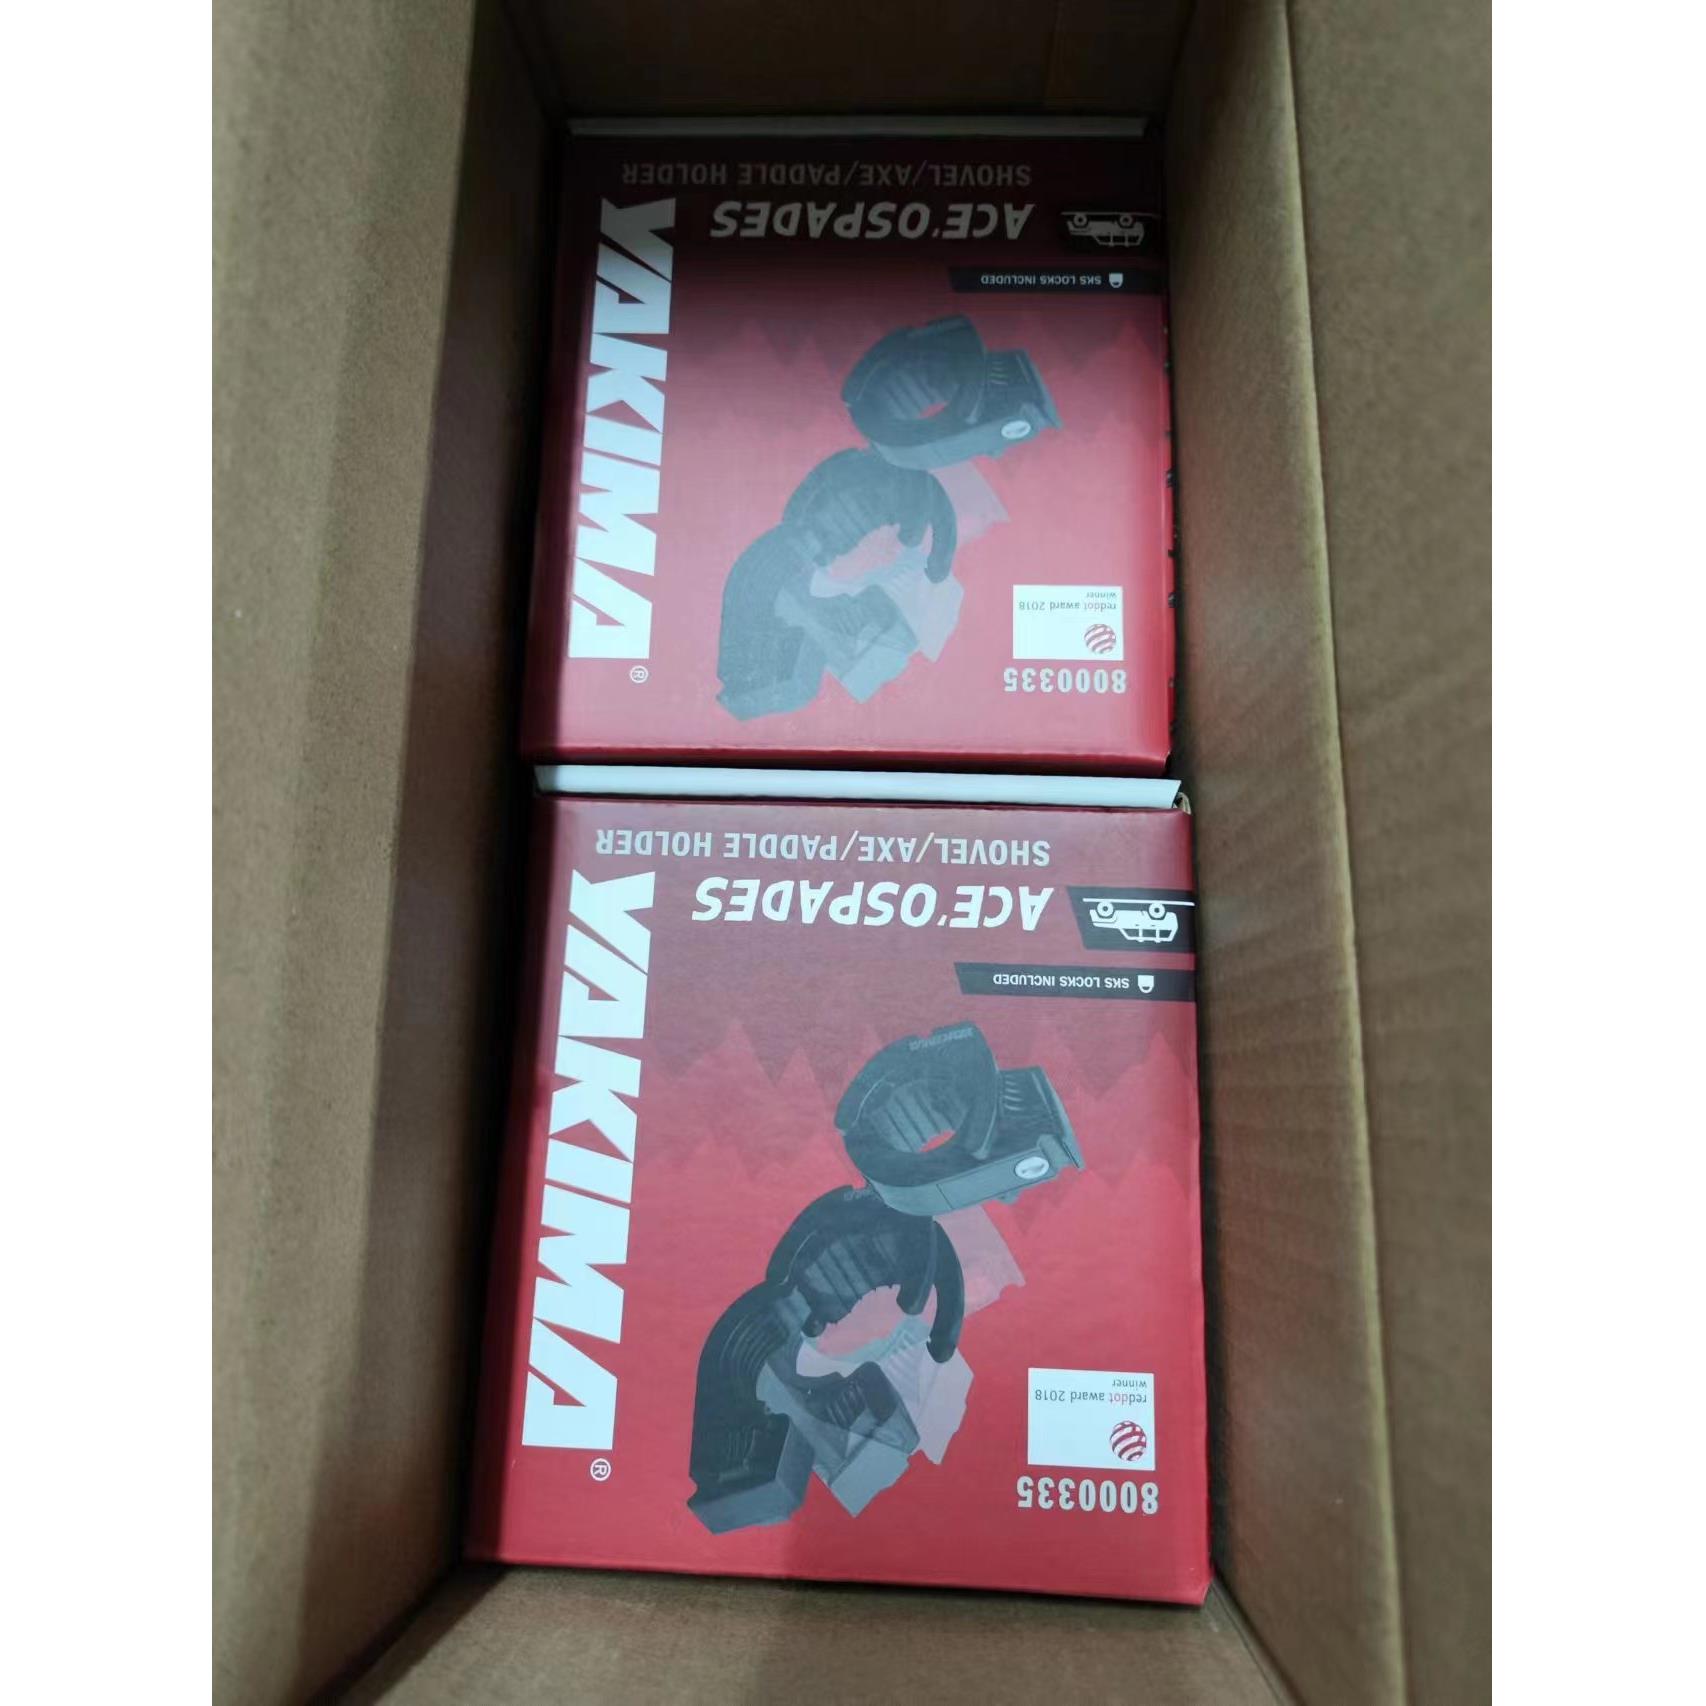 SHOVEL/AXE/PADDLE HOLDER
ACE'OSPADES
SKS LOCKS INCLUDED
YAKIMA®
reddot award 2018
winner
8000335
SHOVEL/AXE/PADDLE HOLDER
ACE'OSPADES
SKS LOCKS INCLUDED
YAKIMA®
reddot award 2018
winner
8000335